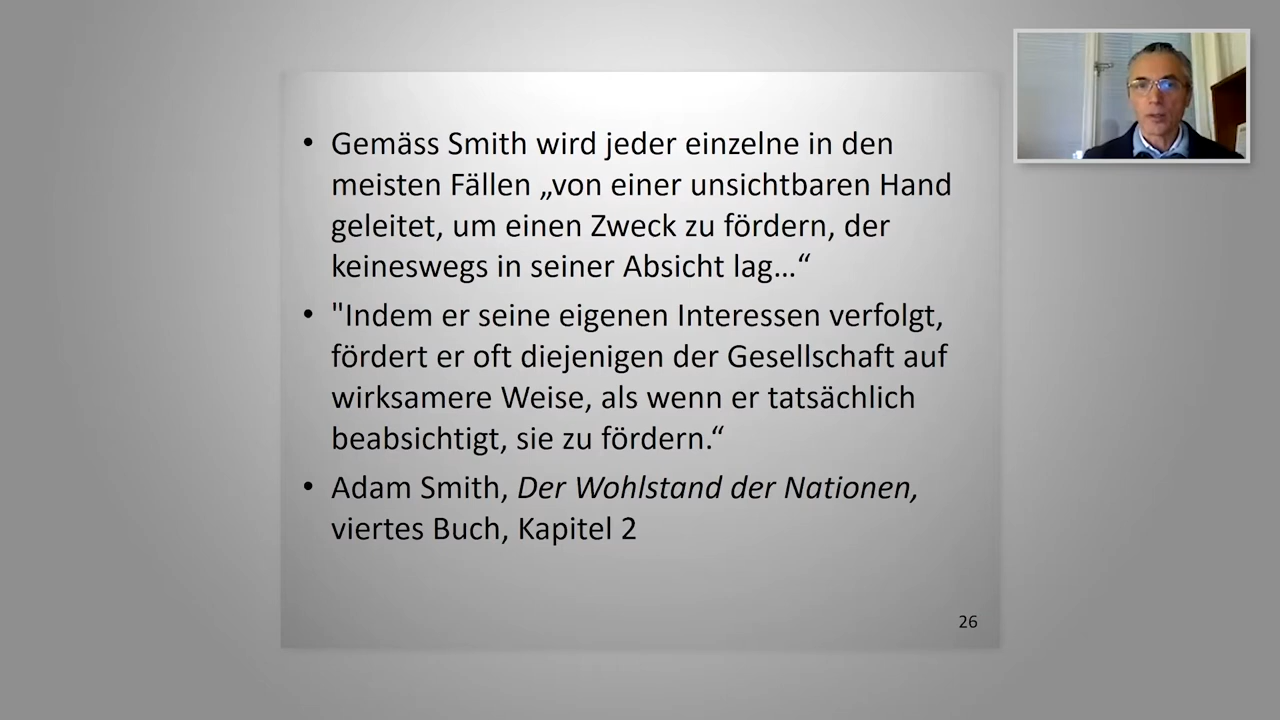 • Gemäss Smith wird jeder einzelne in den
meisten Fällen „von einer unsichtbaren Hand
geleitet, um einen Zweck zu fördern, der
keineswegs in seiner Absicht lag…“
• "Indem er seine eigenen Interessen verfolgt,
fördert er oft diejenigen der Gesellschaft auf
wirksamere Weise, als wenn er tatsächlich
beabsichtigt, sie zu fördern.“
• Adam Smith, Der Wohlstand der Nationen,
viertes Buch, Kapitel 2
26